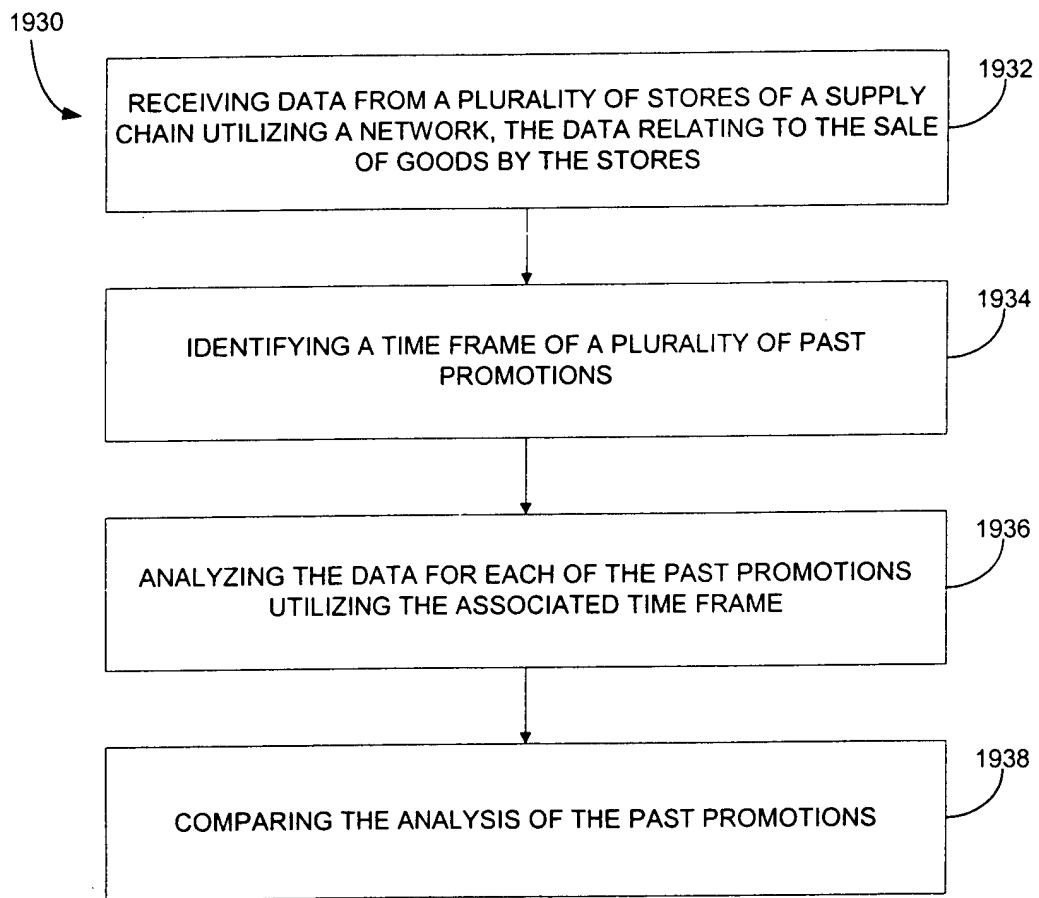 1930
1932
RECEIVING DATA FROM A PLURALITY OF STORES OF A SUPPLY
CHAIN UTILIZING A NETWORK, THE DATA RELATING TO THE SALE
OF GOODS BY THE STORES
1934
IDENTIFYING A TIME FRAME OF A PLURALITY OF PAST
PROMOTIONS
1936
ANALYZING THE DATA FOR EACH OF THE PAST PROMOTIONS
UTILIZING THE ASSOCIATED TIME FRAME
1938
COMPARING THE ANALYSIS OF THE PAST PROMOTIONS